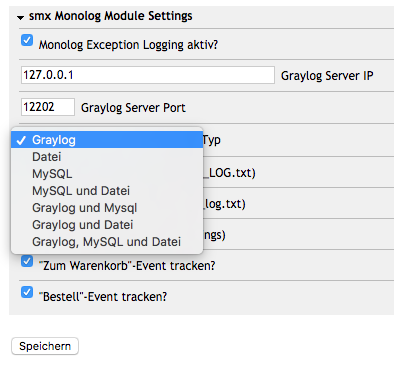 smx Monolog Module Settings
Monolog Exception Logging aktiv?
127.0.0.1 Graylog Server IP
12202 Graylog Server Port
Graylog Typ
Datei
MySQL _LOG.txt)
MySQL und Datei
Graylog und Mysql _log.txt)
Graylog und Datei
Graylog, MySQL und Datei ngs)
"Zum Warenkorb"-Event tracken?
"Bestell"-Event tracken?
Speichern